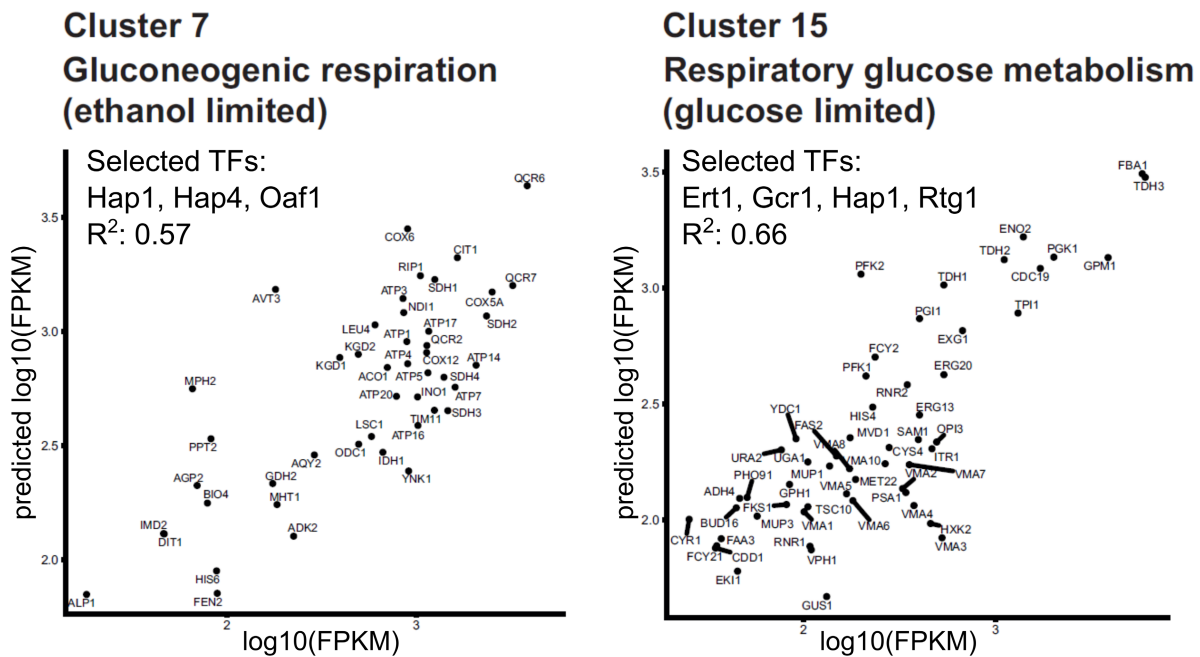 Cluster 7
Gluconeogenic respiration
(ethanol limited)
Selected TFs:
Hap1, Hap4, Oaf1
R²: 0.57
predicted log10(FPKM)
3.5
3.0
2.5
2.0
QCR6
COX6
CIT1
RIP1
SDH1
QCR7
AVT3
ATP3
COX5A
NDI1
SDH2
LEU4
ATP17
ATP1
QCR2
KGD2
KGD1
ATP4
COX12
ATP14
ACO1
ATP5
SDH4
MPH2
ATP20
INO1
ATP7
TIM11
SDH3
LSC1
ATP16
PPT2
ODC1
IDH1
AQY2
YNK1
AGP2
GDH2
BIO4
MHT1
IMD2
DIT1
ADK2
HIS6
ALP1
FEN2
2
3
log10(FPKM)
Cluster 15
Respiratory glucose metabolism
(glucose limited)
Selected TFs:
Ert1, Gcr1, Hap1, Rtg1
R²: 0.66
predicted log10(FPKM)
3.5
3.0
2.5
2.0
FBA1
TDH3
ENO2
TDH2
PGK1
GPM1
CDC19
PFK2
TDH1
TPI1
PGI1
EXG1
FCY2
PFK1
ERG20
RNR2
YDC1
HIS4
ERG13
FAS2
MVD1
SAM1
OPI3
VMA8
CYS4
ITR1
URA2
UGA1
VMA10
VMA7
PHO91
MUP1
MET22
VMA2
ADH4
GPH1
VMA5
PSA1
FKS1
TSC10
VMA4
BUD16
MUP3
VMA1
VMA6
HXK2
CYR1
FAA3
RNR1
VMA3
FCY21
CDD1
VPH1
EKI1
GUS1
2
3
log10(FPKM)